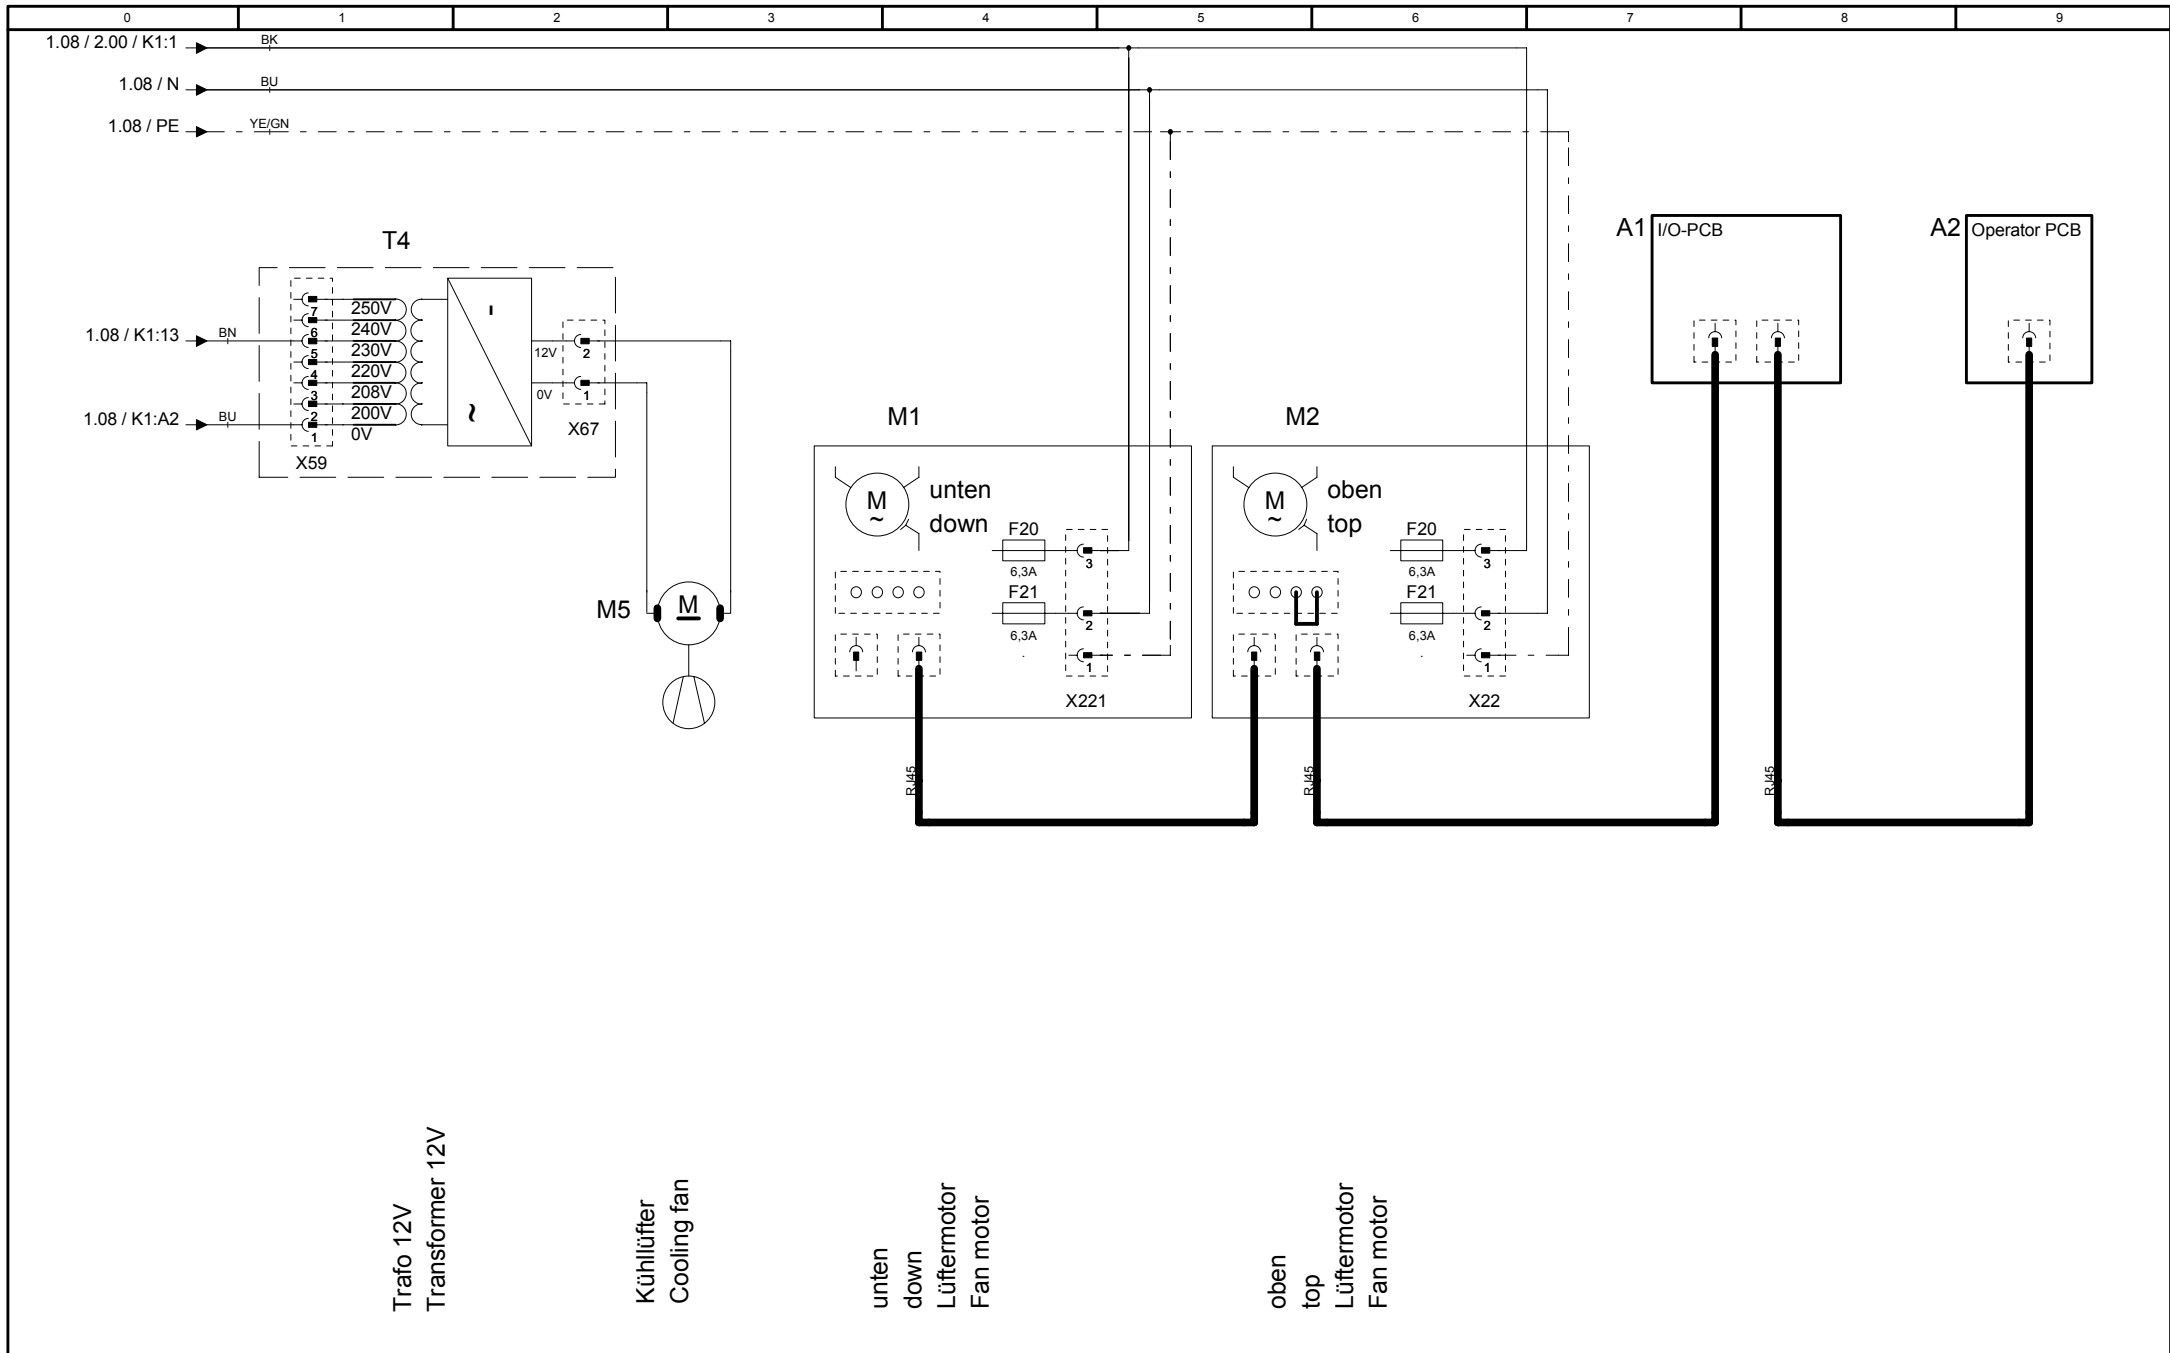 0 1 2 3 4 5 6 7 8 9
1.08 / 2.00 / K1:1 BK
1.08 / N BU
1.08 / PE YE/GN
T4
1.08 / K1:13 BN
1.08 / K1:A2 BU
7 250V
6 240V
5 230V
4 220V
3 208V
2 200V
1 0V
X59
12V 2
0V 1
X67
M5
M
M1
M
~
unten
down
F20
6,3A
F21
6,3A
3
2
1
X221
RJ45
M2
M
~
oben
top
F20
6,3A
F21
6,3A
3
2
1
X22
RJ45
A1 I/O-PCB
RJ45
A2 Operator PCB
Trafo 12V
Transformer 12V
Kühllüfter
Cooling fan
unten
down
Lüftermotor
Fan motor
oben
top
Lüftermotor
Fan motor